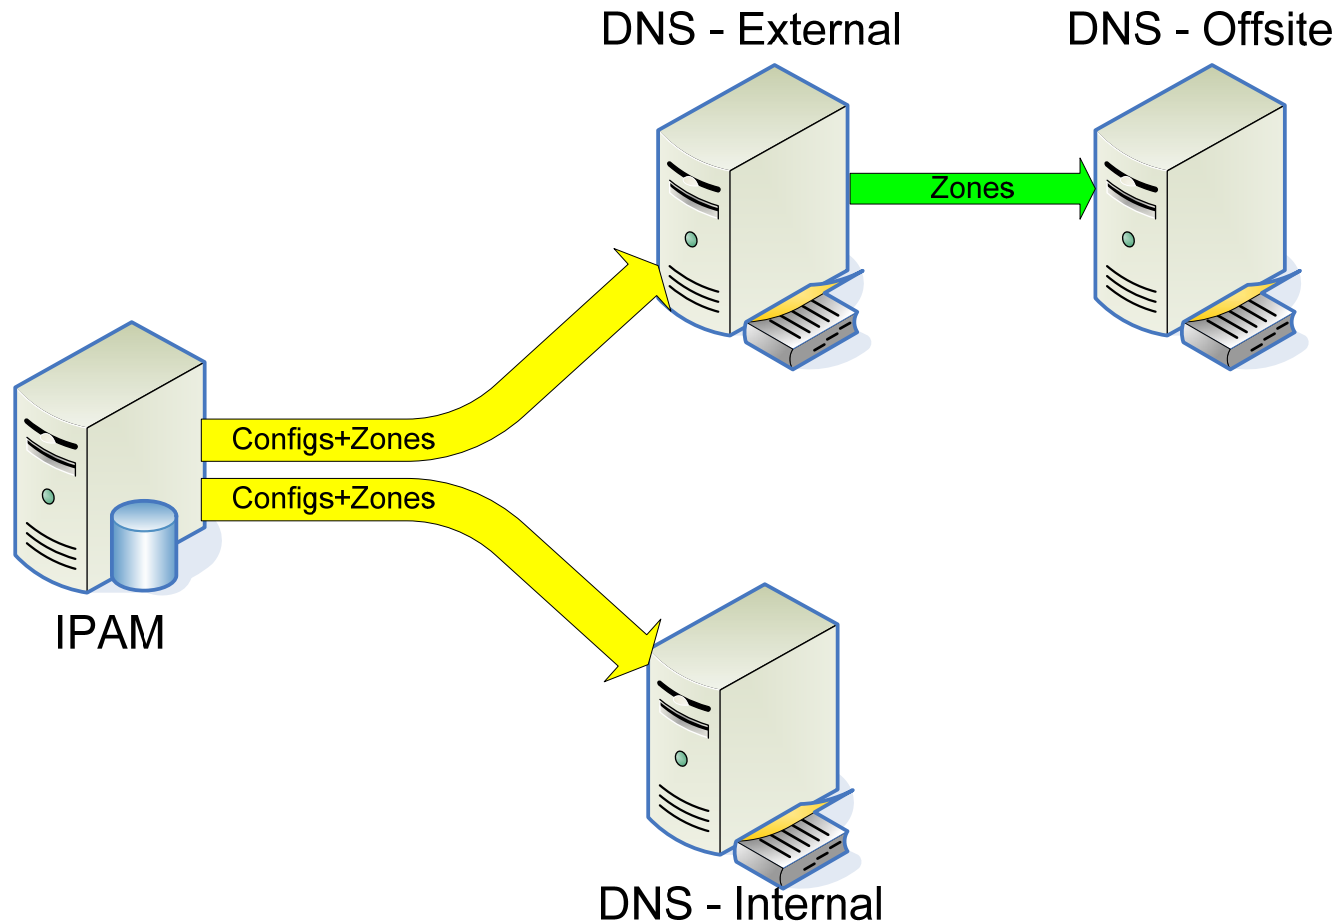 DNS - External
DNS - Offsite
Zones
Configs+Zones
Configs+Zones
IPAM
DNS - Internal